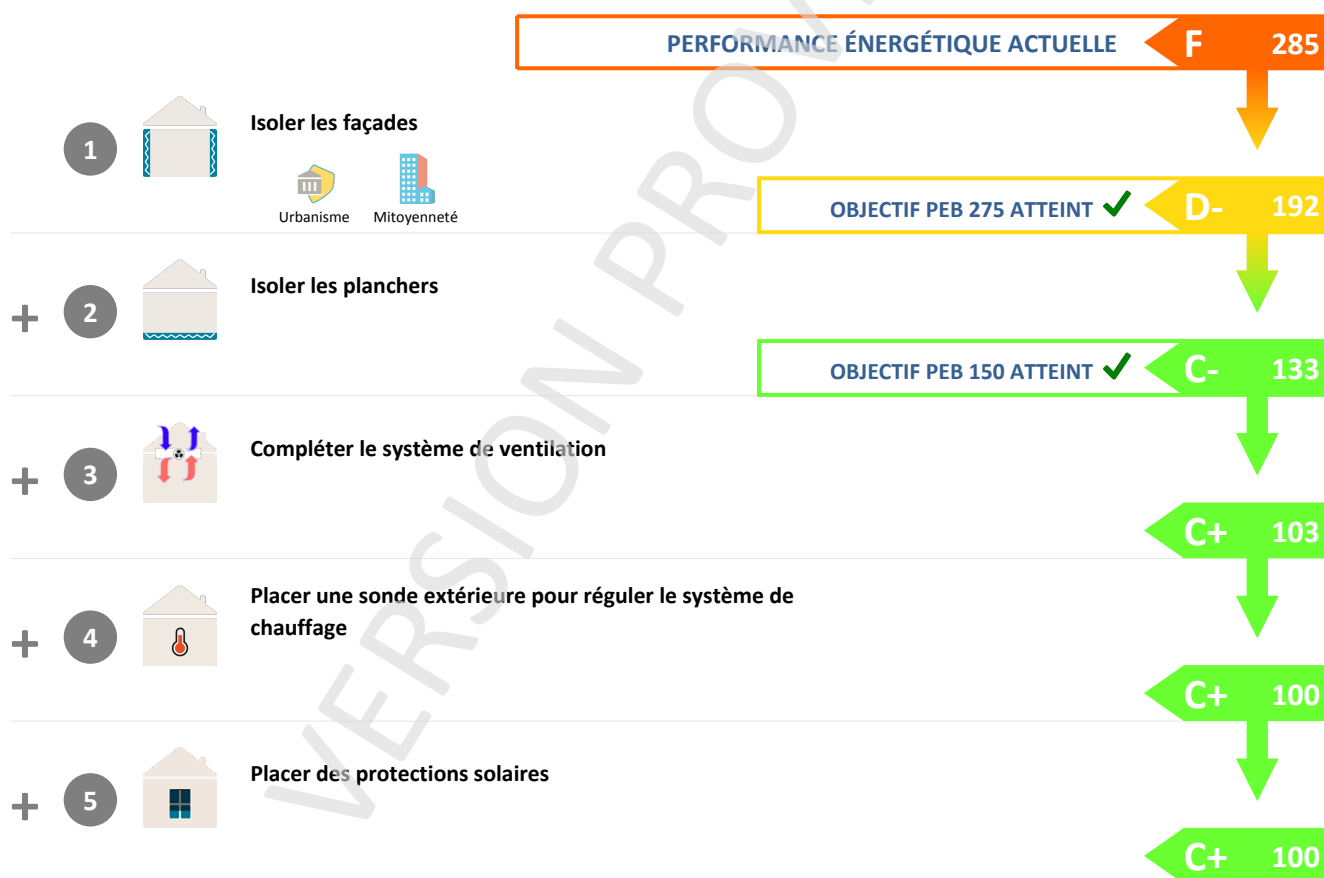 PERFORMANCE ÉNERGÉTIQUE ACTUELLE F 285
1 Isoler les façades
Urbanisme Mitoyenneté
OBJECTIF PEB 275 ATTEINT D- 192
+ 2 Isoler les planchers
OBJECTIF PEB 150 ATTEINT C- 133
+ 3 Compléter le système de ventilation
C+ 103
+ 4 Placer une sonde extérieure pour réguler le système de
chauffage
C+ 100
+ 5 Placer des protections solaires
C+ 100
VERSION PROV